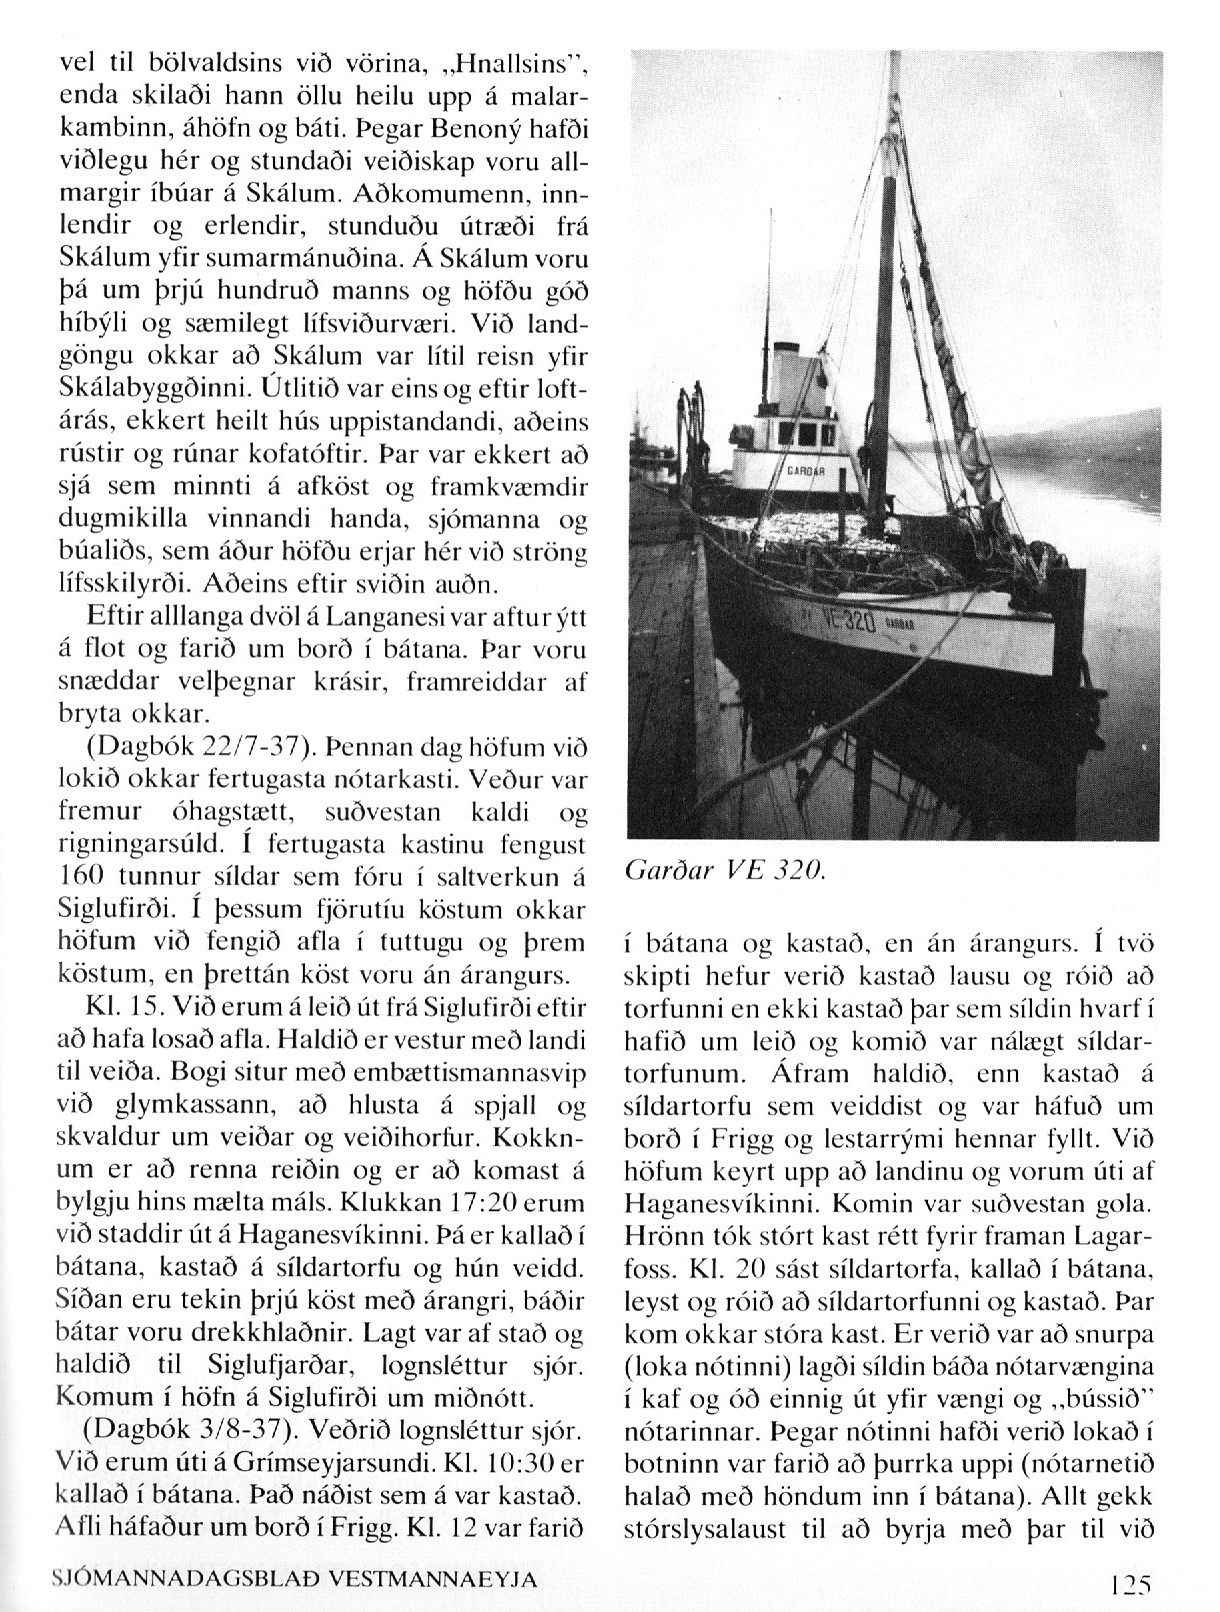 vel til bölvaldsins við vörina, „Hnallsins”,
enda skilaði hann öllu heilu upp á malar-
kambinn, áhöfn og báti. Þegar Benoný hafði
viðlegu hér og stundaði veiðiskap voru all-
margir íbúar á Skálum. Aðkomumenn, inn-
lendir og erlendir, stunduðu útræði frá
Skálum yfir sumarmánuðina. Á Skálum voru
þá um þrjú hundruð manns og höfðu góð
híbýli og sæmilegt lífsviðurværi. Við land-
göngu okkar að Skálum var lítil reisn yfir
Skálabyggðinni. Útlitið var eins og eftir loft-
árás, ekkert heilt hús uppistandandi, aðeins
rústir og rúnar kofatóftir. Þar var ekkert að
sjá sem minnti á afköst og framkvæmdir
dugmikilla vinnandi handa, sjómanna og
búaliðs, sem áður höfðu erjar hér við ströng
lífsskilyrði. Aðeins eftir sviðin auðn.
Eftir alllanga dvöl á Langanesi var aftur ýtt
á flot og farið um borð í bátana. Þar voru
snæddar velþegnar krásir, framreiddar af
bryta okkar.
(Dagbók 22/7-37). Þennan dag höfum við
lokið okkar fertugasta nótarkasti. Veður var
fremur óhagstætt, suðvestan kaldi og
rigningarsúld. Í fertugasta kastinu fengust
160 tunnur síldar sem fóru í saltverkun á
Siglufirði. Í þessum fjörutíu köstum okkar
höfum við fengið afla í tuttugu og þrem
köstum, en þrettán köst voru án árangurs.
Kl. 15. Við erum á leið út frá Siglufirði eftir
að hafa losað afla. Haldið er vestur með landi
til veiða. Bogi situr með embættismannasvip
við glymkassann, að hlusta á spjall og
skvaldur um veiðar og veiðihorfur. Kokkn-
um er að renna reiðin og er að komast á
bylgju hins mælta máls. Klukkan 17:20 erum
við staddir út á Haganesvíkinni. Þá er kallað í
bátana, kastað á síldartorfu og hún veidd.
Síðan eru tekin þrjú köst með árangri, báðir
bátar voru drekkhlaðnir. Lagt var af stað og
haldið til Siglufjarðar, lognsléttur sjór.
Komum í höfn á Siglufirði um miðnótt.
(Dagbók 3/8-37). Veðrið lognsléttur sjór.
Við erum úti á Grímseyjarsundi. Kl. 10:30 er
kallað í bátana. Það náðist sem á var kastað.
Afli háfaður um borð í Frigg. Kl. 12 var farið
GARÐAR
VE-320 GARÐAR
Garðar VE 320.
í bátana og kastað, en án árangurs. Í tvö
skipti hefur verið kastað lausu og róið að
torfunni en ekki kastað þar sem síldin hvarf í
hafið um leið og komið var nálægt síldar-
torfunum. Áfram haldið, enn kastað á
síldartorfu sem veiddist og var háfuð um
borð í Frigg og lestarrými hennar fyllt. Við
höfum keyrt upp að landinu og vorum úti af
Haganesvíkinni. Komin var suðvestan gola.
Hrönn tók stórt kast rétt fyrir framan Lagar-
foss. Kl. 20 sást síldartorfa, kallað í bátana,
leyst og róið að síldartorfunni og kastað. Þar
kom okkar stóra kast. Er verið var að snurpa
(loka nótinni) lagði síldin báða nótarvængina
í kaf og óð einnig út yfir vængi og „bússið”
nótarinnar. Þegar nótinni hafði verið lokað í
botninn var farið að þurrka uppi (nótarnetið
halað með höndum inn í bátana). Allt gekk
stórslysalaust til að byrja með þar til við
SJÓMANNADAGSBLAÐ VESTMANNAEYJA
125